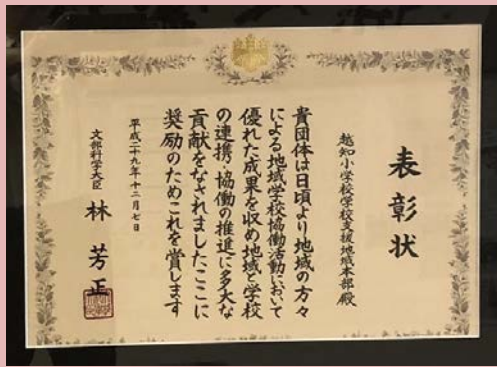 表彰状
越知小学校学校支援地域本部殿
貴団体は日頃より地域の方々
による地域学校協働活動において
優れた成果を収め地域と学校
の連携・協働の推進に多大な
貢献をなされましたここに
奨励のためこれを賞します
平成二十九年十二月七日
文部科学大臣 林芳正